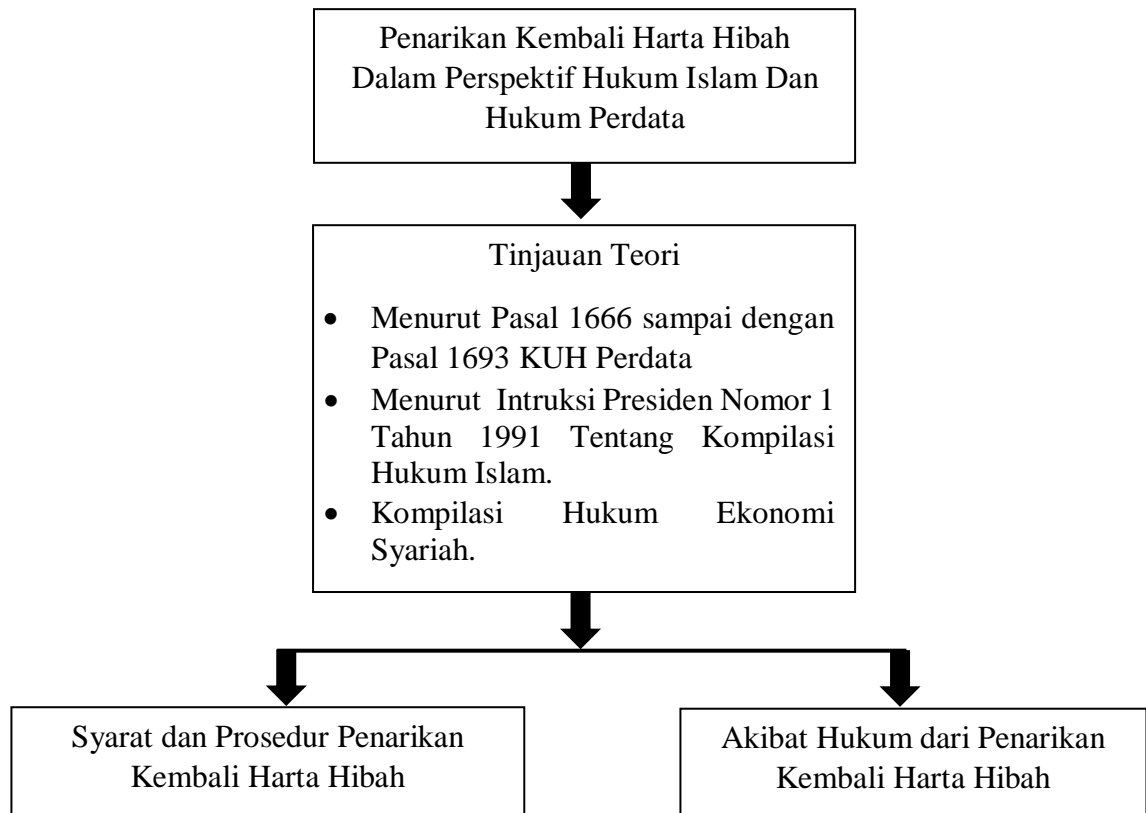 Penarikan Kembali Harta Hibah
Dalam Perspektif Hukum Islam Dan
Hukum Perdata
Tinjauan Teori
• Menurut Pasal 1666 sampai dengan
Pasal 1693 KUH Perdata
• Menurut Intruksi Presiden Nomor 1
Tahun 1991 Tentang Kompilasi
Hukum Islam.
• Kompilasi Hukum Ekonomi
Syariah.
Syarat dan Prosedur Penarikan
Kembali Harta Hibah
Akibat Hukum dari Penarikan
Kembali Harta Hibah